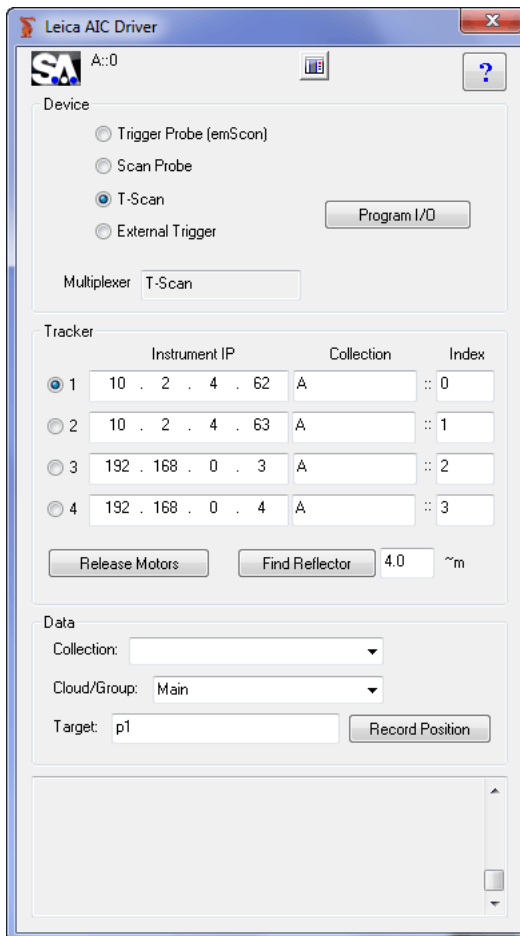 Leica AIC Driver
SA A::0 ?
Device
Trigger Probe (emScon)
Scan Probe
T-Scan
Program I/O
External Trigger
Multiplexer T-Scan
Tracker
Instrument IP Collection Index
1 10 . 2 . 4 . 62 A :: 0
2 10 . 2 . 4 . 63 A :: 1
3 192 . 168 . 0 . 3 A :: 2
4 192 . 168 . 0 . 4 A :: 3
Release Motors Find Reflector 4.0 ~m
Data
Collection:
Cloud/Group: Main
Target: p1 Record Position